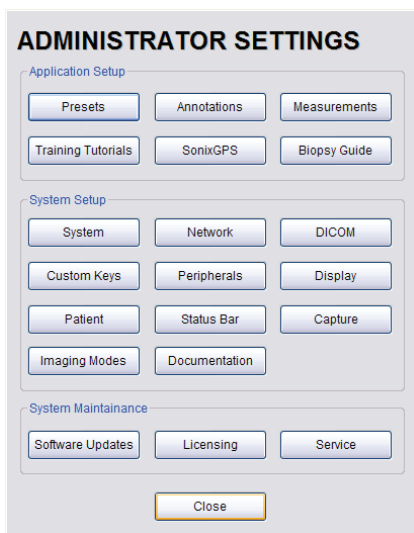 ADMINISTRATOR SETTINGS
Application Setup
Presets Annotations Measurements
Training Tutorials SonixGPS Biopsy Guide
System Setup
System Network DICOM
Custom Keys Peripherals Display
Patient Status Bar Capture
Imaging Modes Documentation
System Maintainance
Software Updates Licensing Service
Close